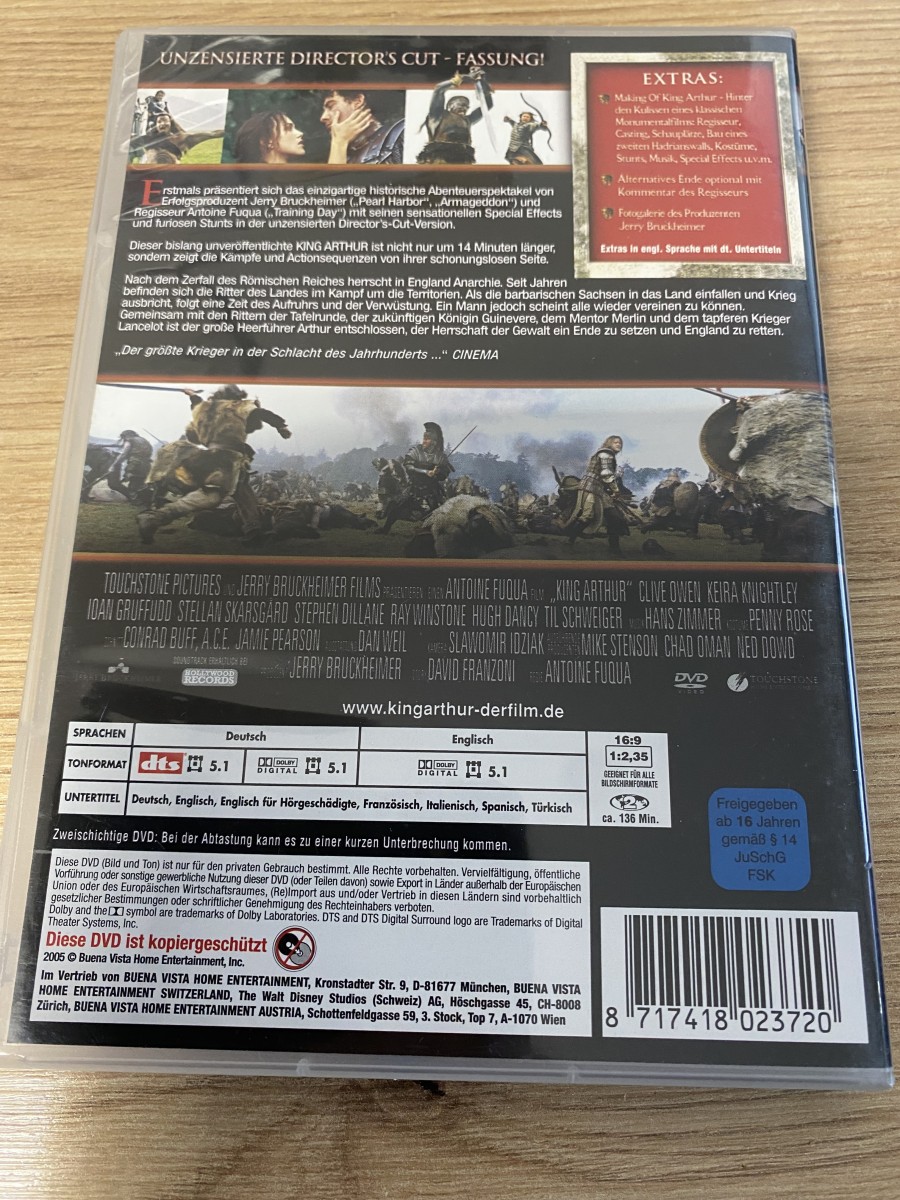 UNZENSIERTE DIRECTOR'S CUT - FASSUNG!
EXTRAS:
Making Of King Arthur - Hinter
den Kulissen eines klassischen
Monumentalfilms: Regisseur,
Casting, Schauplätze, Bau eines
zweiten Hadrianswalls, Kostüme,
Stunts, Musik, Special Effects u.v.m.
Alternatives Ende optional mit
Kommentar des Regisseurs
Fotogalerie des Produzenten
Jerry Bruckheimer
Extras in engl. Sprache mit dt. Untertiteln
Erstmals präsentiert sich das einzigartige historische Abenteuerspektakel von
Erfolgsproduzent Jerry Bruckheimer („Pearl Harbor“, „Armageddon“) und
Regisseur Antoine Fuqua („Training Day“) mit seinen sensationellen Special Effects
und furiosen Stunts in der unzensierten Director's-Cut-Version.
Dieser bislang unveröffentlichte KING ARTHUR ist nicht nur um 14 Minuten länger,
sondern zeigt die Kämpfe und Actionsequenzen von ihrer schonungslosen Seite.
Nach dem Zerfall des Römischen Reiches herrscht in England Anarchie. Seit Jahren
befinden sich die Ritter des Landes im Kampf um die Territorien. Als die barbarischen Sachsen in das Land einfallen und Krieg
ausbricht, folgt eine Zeit des Aufruhrs und der Verwüstung. Ein Mann jedoch scheint alle wieder vereinen zu können.
Gemeinsam mit den Rittern der Tafelrunde, der zukünftigen Königin Guinevere, dem Mentor Merlin und dem tapferen Krieger
Lancelot ist der große Heerführer Arthur entschlossen, der Herrschaft der Gewalt ein Ende zu setzen und England zu retten.
„Der größte Krieger in der Schlacht des Jahrhunderts ...“ CINEMA
TOUCHSTONE PICTURES UND JERRY BRUCKHEIMER FILMS PRÄSENTIEREN EINEN ANTOINE FUQUA FILM „KING ARTHUR“ CLIVE OWEN KEIRA KNIGHTLEY
IOAN GRUFFUDD STELLAN SKARSGÅRD STEPHEN DILLANE RAY WINSTONE HUGH DANCY TIL SCHWEIGER MUSIK HANS ZIMMER KOSTÜME PENNY ROSE
SCHNITT CONRAD BUFF, A.C.E. JAMIE PEARSON AUSSTATTUNG DAN WEIL KAMERA SLAWOMIR IDZIAK AUSFÜHRENDE PRODUZENTEN MIKE STENSON CHAD OMAN NED DOWD
JERRY BRUCKHEIMER SOUNDTRACK ERHÄLTLICH BEI HOLLYWOOD RECORDS PRODUZENT JERRY BRUCKHEIMER STORY DAVID FRANZONI REGIE ANTOINE FUQUA DVD VIDEO TOUCHSTONE
www.kingarthur-derfilm.de
SPRACHEN Deutsch Englisch
TONFORMAT dts 5.1 DOLBY DIGITAL 5.1 DOLBY DIGITAL 5.1
UNTERTITEL Deutsch, Englisch, Englisch für Hörgeschädigte, Französisch, Italienisch, Spanisch, Türkisch
16:9
1:2,35
GEEIGNET FÜR ALLE
BILDSCHIRMFORMATE
2
ca. 136 Min.
Freigegeben
ab 16 Jahren
gemäß § 14
JuSchG
FSK
Zweischichtige DVD: Bei der Abtastung kann es zu einer kurzen Unterbrechung kommen.
Diese DVD (Bild und Ton) ist nur für den privaten Gebrauch bestimmt. Alle Rechte vorbehalten. Vervielfältigung, öffentliche
Vorführung oder sonstige gewerbliche Nutzung dieser DVD (oder Teilen davon) sowie Export in Länder außerhalb der Europäischen
Union oder des Europäischen Wirtschaftsraumes, (Re)Import aus und/oder Vertrieb in diesen Ländern sind vorbehaltlich
gesetzlicher Bestimmungen oder schriftlicher Genehmigung des Rechteinhabers verboten.
Dolby and the symbol are trademarks of Dolby Laboratories. DTS and DTS Digital Surround logo are Trademarks of Digital
Theater Systems, Inc.
Diese DVD ist kopiergeschützt
2005 © Buena Vista Home Entertainment, Inc.
Im Vertrieb von BUENA VISTA HOME ENTERTAINMENT, Kronstadter Str. 9, D-81677 München, BUENA VISTA
HOME ENTERTAINMENT SWITZERLAND, The Walt Disney Studios (Schweiz) AG, Höschgasse 45, CH-8008
Zürich, BUENA VISTA HOME ENTERTAINMENT AUSTRIA, Schottenfeldgasse 59, 3. Stock, Top 7, A-1070 Wien
8 717418 023720